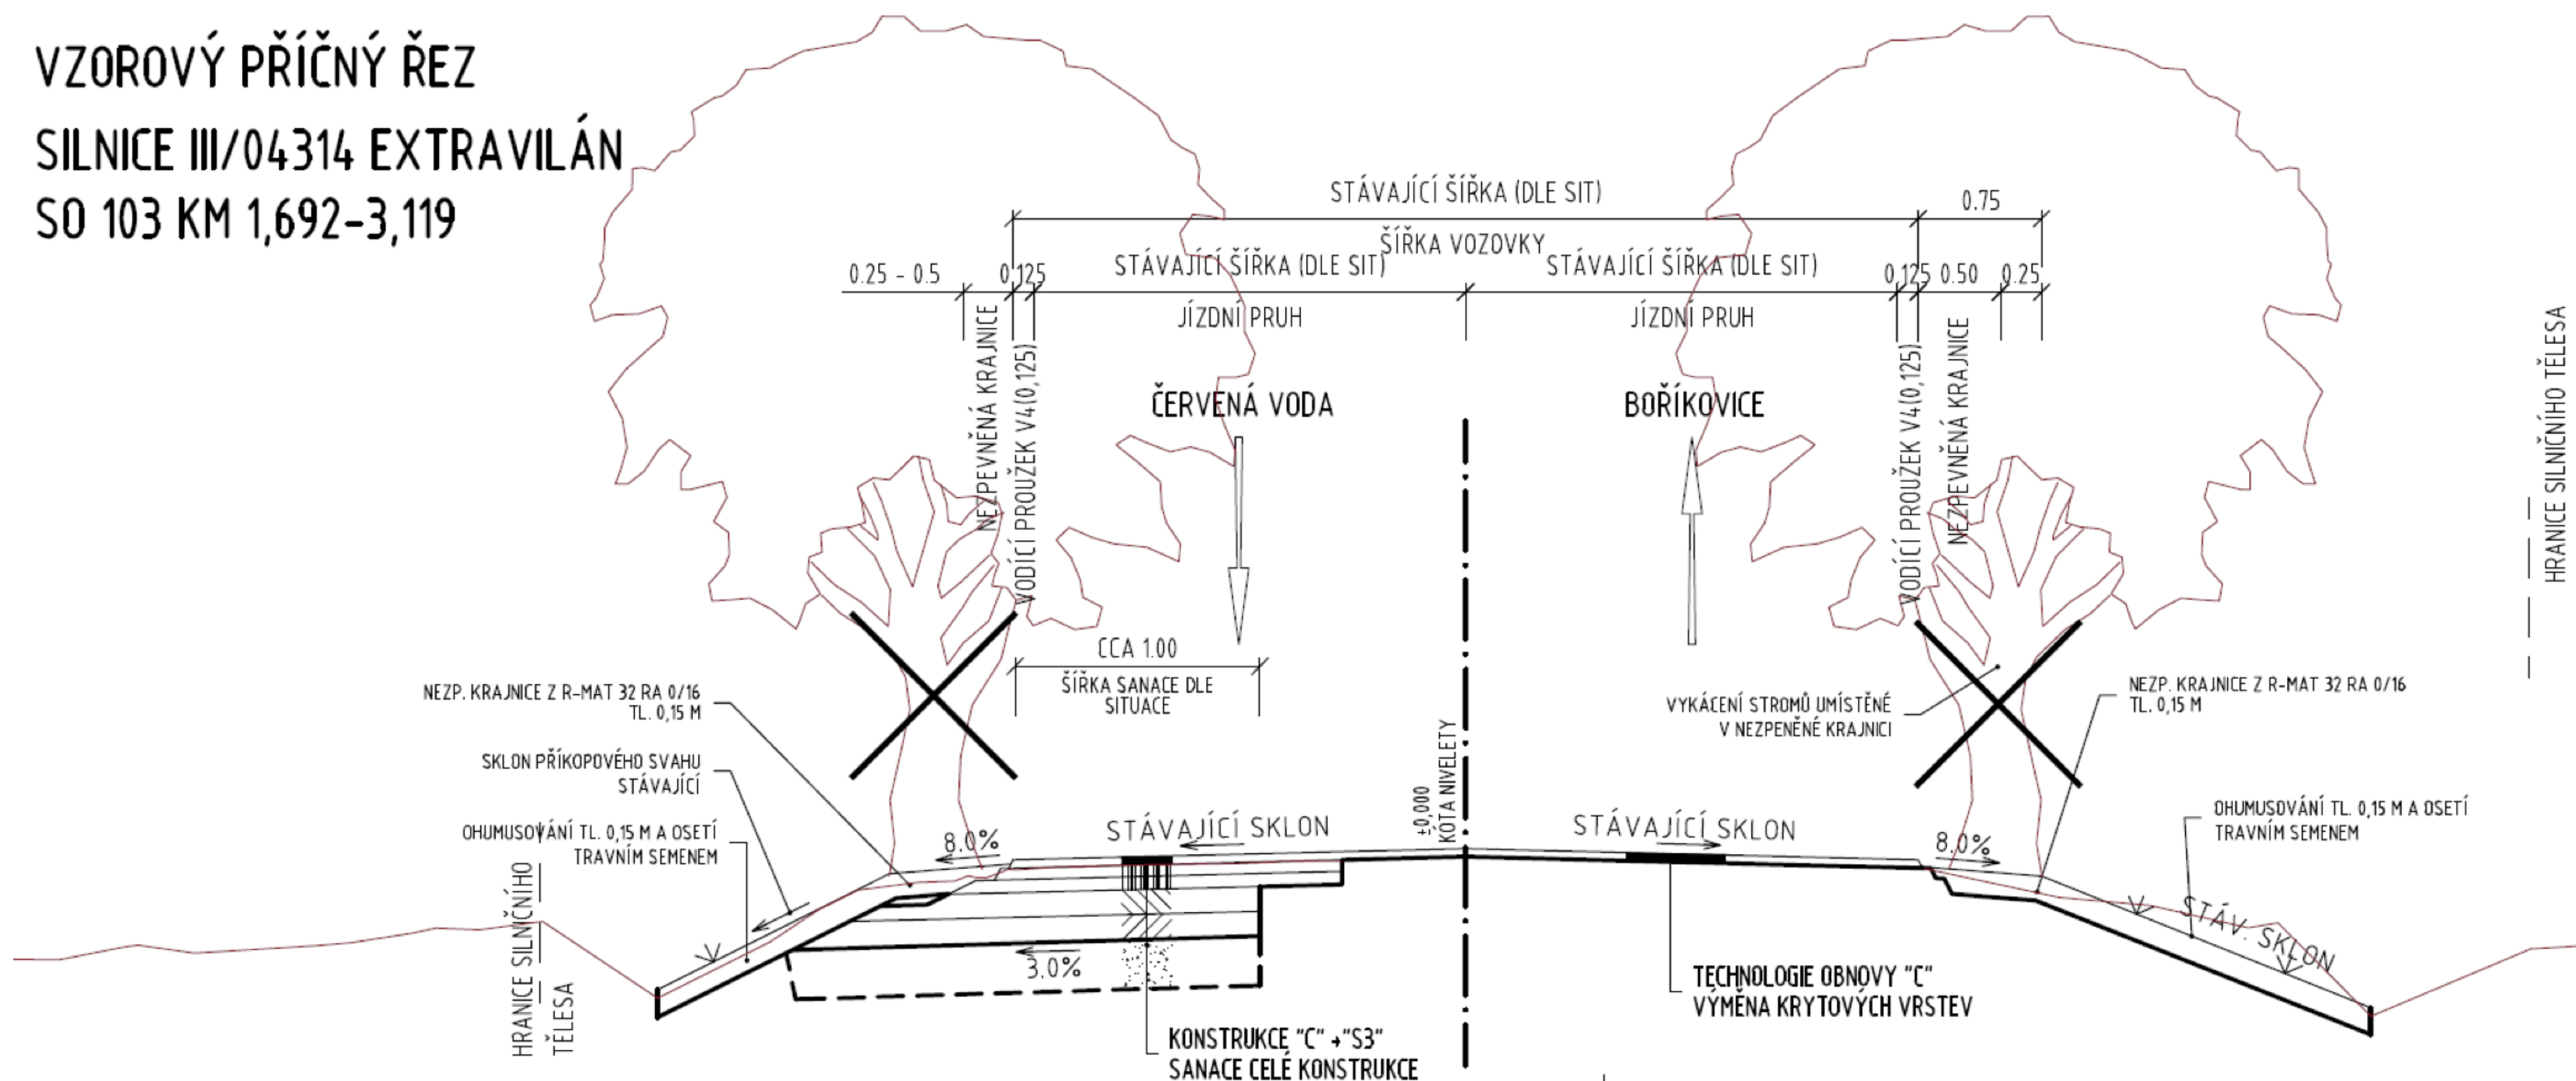 VZOROVÝ PŘÍČNÝ ŘEZ
SILNICE III/04314 EXTRAVILÁN
SO 103 KM 1,692-3,119
STÁVAJÍCÍ ŠÍŘKA (DLE SIT)
0.75
ŠÍŘKA VOZOVKY
0.25 - 0.5
0,125
STÁVAJÍCÍ ŠÍŘKA (DLE SIT)
STÁVAJÍCÍ ŠÍŘKA (DLE SIT)
0,125
0.50
0.25
JÍZDNÍ PRUH
JÍZDNÍ PRUH
NEZPEVNĚNÁ KRAJNICE
VODÍCÍ PROUŽEK V4(0,125)
VODÍCÍ PROUŽEK V4(0,125)
NEZPEVNĚNÁ KRAJNICE
HRANICE SILNIČNÍHO TĚLESA
ČERVENÁ VODA
BOŘÍKOVICE
CCA 1.00
ŠÍŘKA SANACE DLE
SITUACE
NEZP. KRAJNICE Z R-MAT 32 RA 0/16
TL. 0,15 M
SKLON PŘÍKOPOVÉHO SVAHU
STÁVAJÍCÍ
OHUMUSOVÁNÍ TL. 0,15 M A OSETÍ
TRAVNÍM SEMENEM
VYKÁCENÍ STROMŮ UMÍSTĚNÉ
V NEZPENĚNÉ KRAJNICI
NEZP. KRAJNICE Z R-MAT 32 RA 0/16
TL. 0,15 M
OHUMUSOVÁNÍ TL. 0,15 M A OSETÍ
TRAVNÍM SEMENEM
±0,000
KÓTA NIVELETY
8.0%
STÁVAJÍCÍ SKLON
STÁVAJÍCÍ SKLON
8.0%
STÁV. SKLON
3.0%
HRANICE SILNIČNÍHO
TĚLESA
TECHNOLOGIE OBNOVY "C"
VÝMĚNA KRYTOVÝCH VRSTEV
KONSTRUKCE "C" +"S3"
SANACE CELÉ KONSTRUKCE